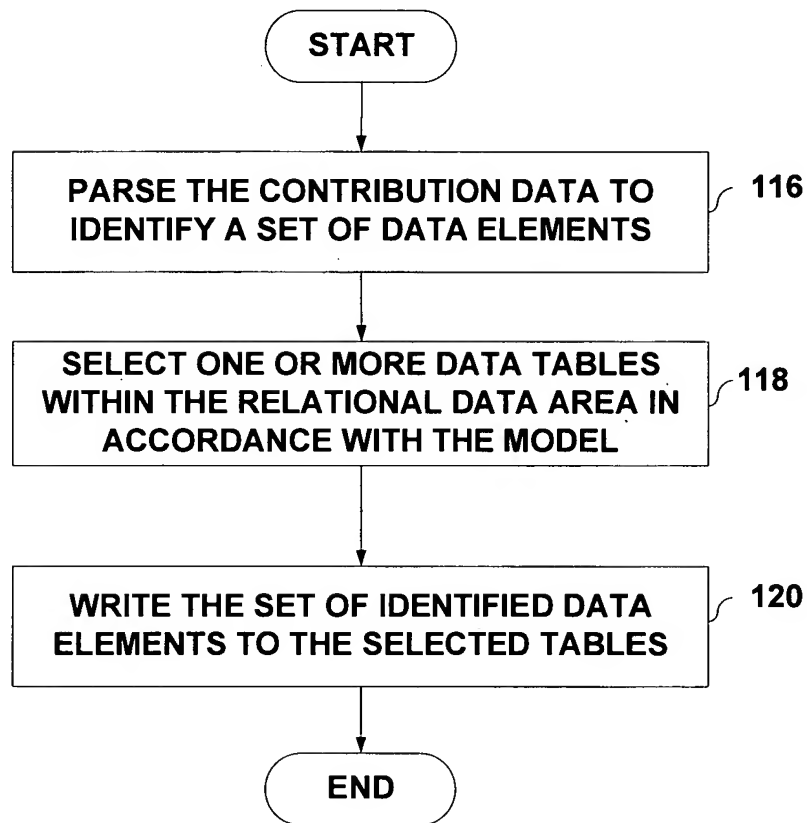 START
PARSE THE CONTRIBUTION DATA TO
IDENTIFY A SET OF DATA ELEMENTS
116
SELECT ONE OR MORE DATA TABLES
WITHIN THE RELATIONAL DATA AREA IN
ACCORDANCE WITH THE MODEL
118
WRITE THE SET OF IDENTIFIED DATA
ELEMENTS TO THE SELECTED TABLES
120
END